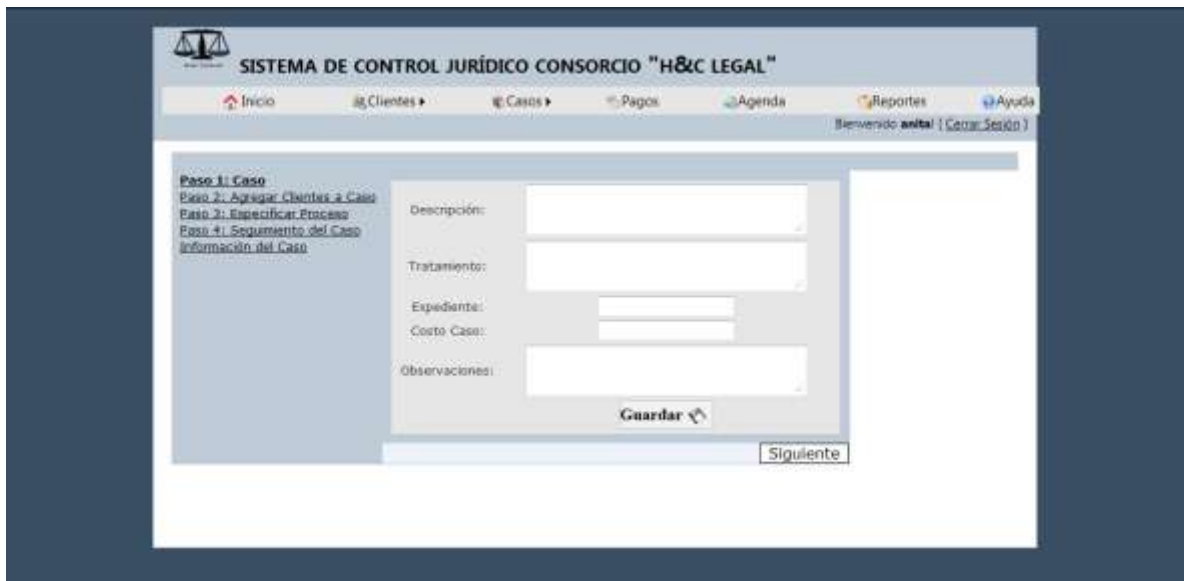 SISTEMA DE CONTROL JURÍDICO CONSORCIO "H&C LEGAL"
Inicio Clientes Casos Pagos Agenda Reportes Ayuda
Bienvenido anita! [ Cerrar Sesión ]
Paso 1: Caso
Paso 2: Agregar Clientes a Caso
Paso 3: Especificar Proceso
Paso 4: Seguimiento del Caso
Información del Caso
Descripción:
Tratamiento:
Expediente:
Costo Caso:
Observaciones:
Guardar
Siguiente